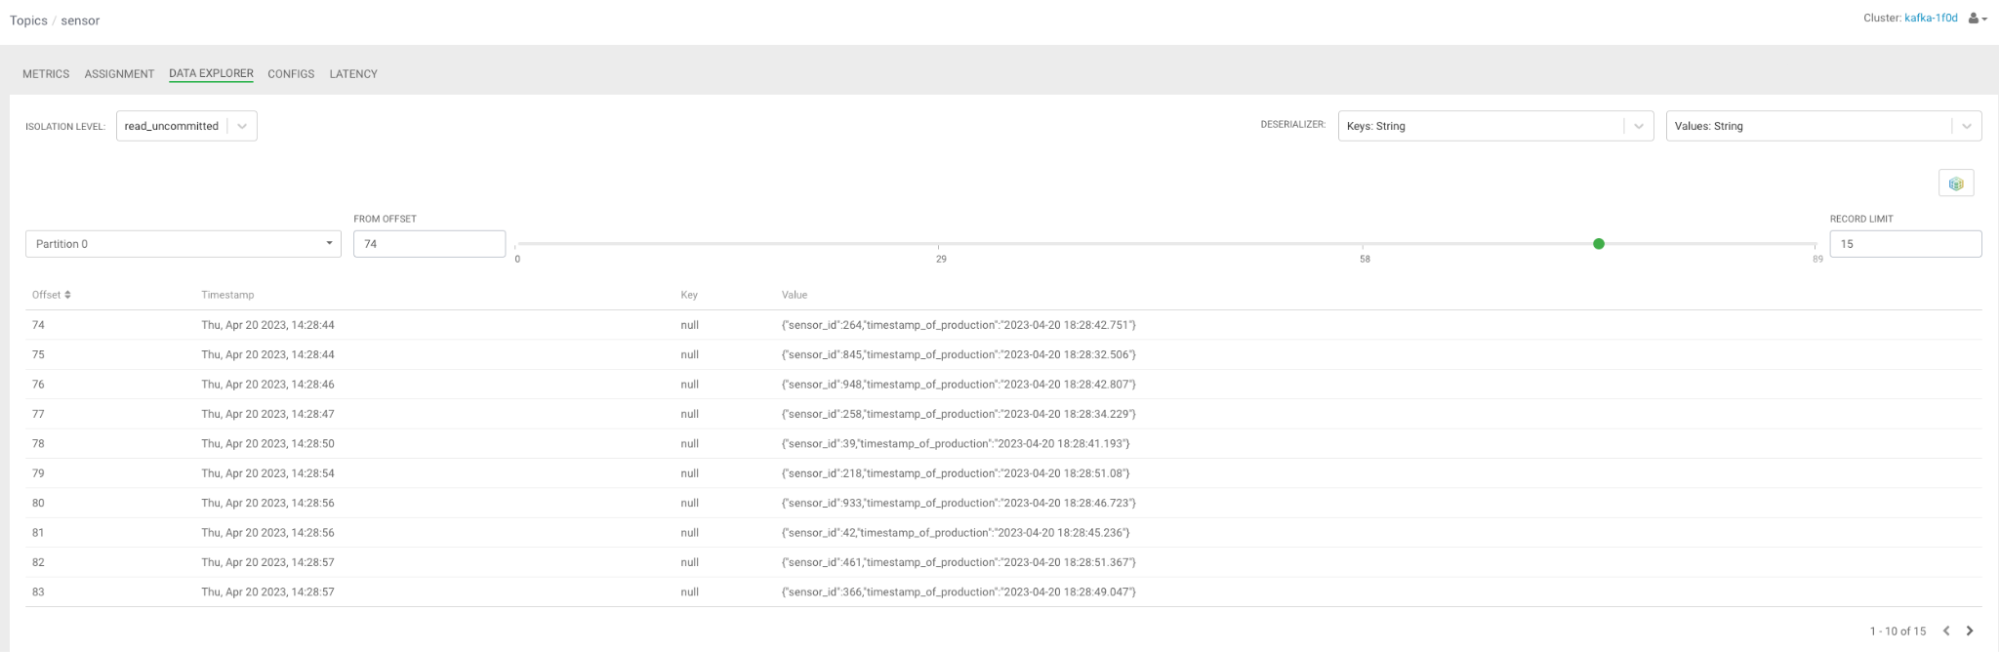 Topics / sensor
Cluster: kafka-1f0d
METRICS ASSIGNMENT DATA EXPLORER CONFIGS LATENCY
ISOLATION LEVEL: read_uncommitted DESERIALIZER: Keys: String Values: String
FROM OFFSET RECORD LIMIT
Partition 0 74 15
0 29 58 89
Offset Timestamp Key Value
74 Thu, Apr 20 2023, 14:28:44 null {"sensor_id":264,"timestamp_of_production":"2023-04-20 18:28:42.751"}
75 Thu, Apr 20 2023, 14:28:44 null {"sensor_id":845,"timestamp_of_production":"2023-04-20 18:28:32.506"}
76 Thu, Apr 20 2023, 14:28:46 null {"sensor_id":948,"timestamp_of_production":"2023-04-20 18:28:42.807"}
77 Thu, Apr 20 2023, 14:28:47 null {"sensor_id":258,"timestamp_of_production":"2023-04-20 18:28:34.229"}
78 Thu, Apr 20 2023, 14:28:50 null {"sensor_id":39,"timestamp_of_production":"2023-04-20 18:28:41.193"}
79 Thu, Apr 20 2023, 14:28:54 null {"sensor_id":218,"timestamp_of_production":"2023-04-20 18:28:51.08"}
80 Thu, Apr 20 2023, 14:28:56 null {"sensor_id":933,"timestamp_of_production":"2023-04-20 18:28:46.723"}
81 Thu, Apr 20 2023, 14:28:56 null {"sensor_id":42,"timestamp_of_production":"2023-04-20 18:28:45.236"}
82 Thu, Apr 20 2023, 14:28:57 null {"sensor_id":461,"timestamp_of_production":"2023-04-20 18:28:51.367"}
83 Thu, Apr 20 2023, 14:28:57 null {"sensor_id":366,"timestamp_of_production":"2023-04-20 18:28:49.047"}
1 - 10 of 15